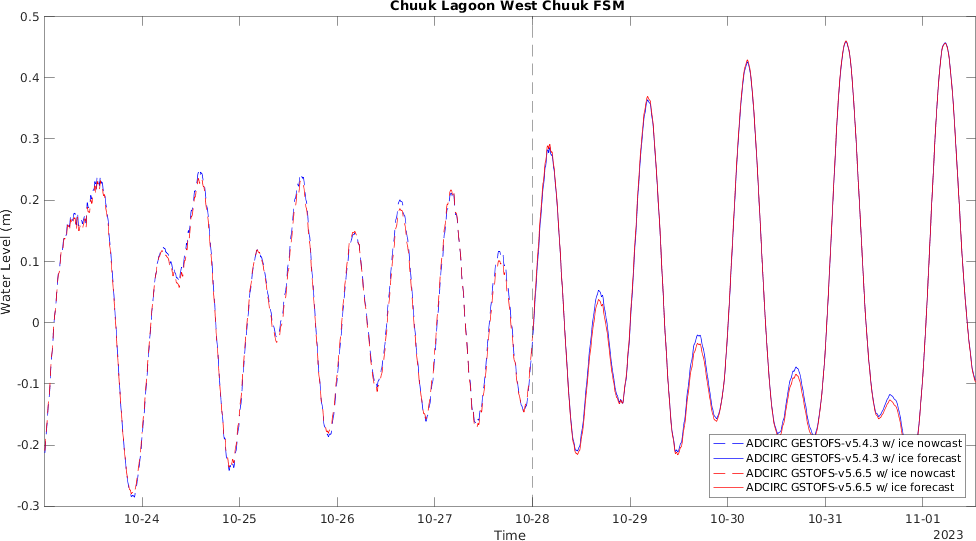 Chuuk Lagoon West Chuuk FSM
0.5
0.4
0.3
0.2
0.1
0
-0.1
-0.2
-0.3
Water Level (m)
10-24
10-25
10-26
10-27
10-28
10-29
10-30
10-31
11-01
Time
2023
ADCIRC GESTOFS-v5.4.3 w/ ice nowcast
ADCIRC GESTOFS-v5.4.3 w/ ice forecast
ADCIRC GSTOFS-v5.6.5 w/ ice nowcast
ADCIRC GSTOFS-v5.6.5 w/ ice forecast